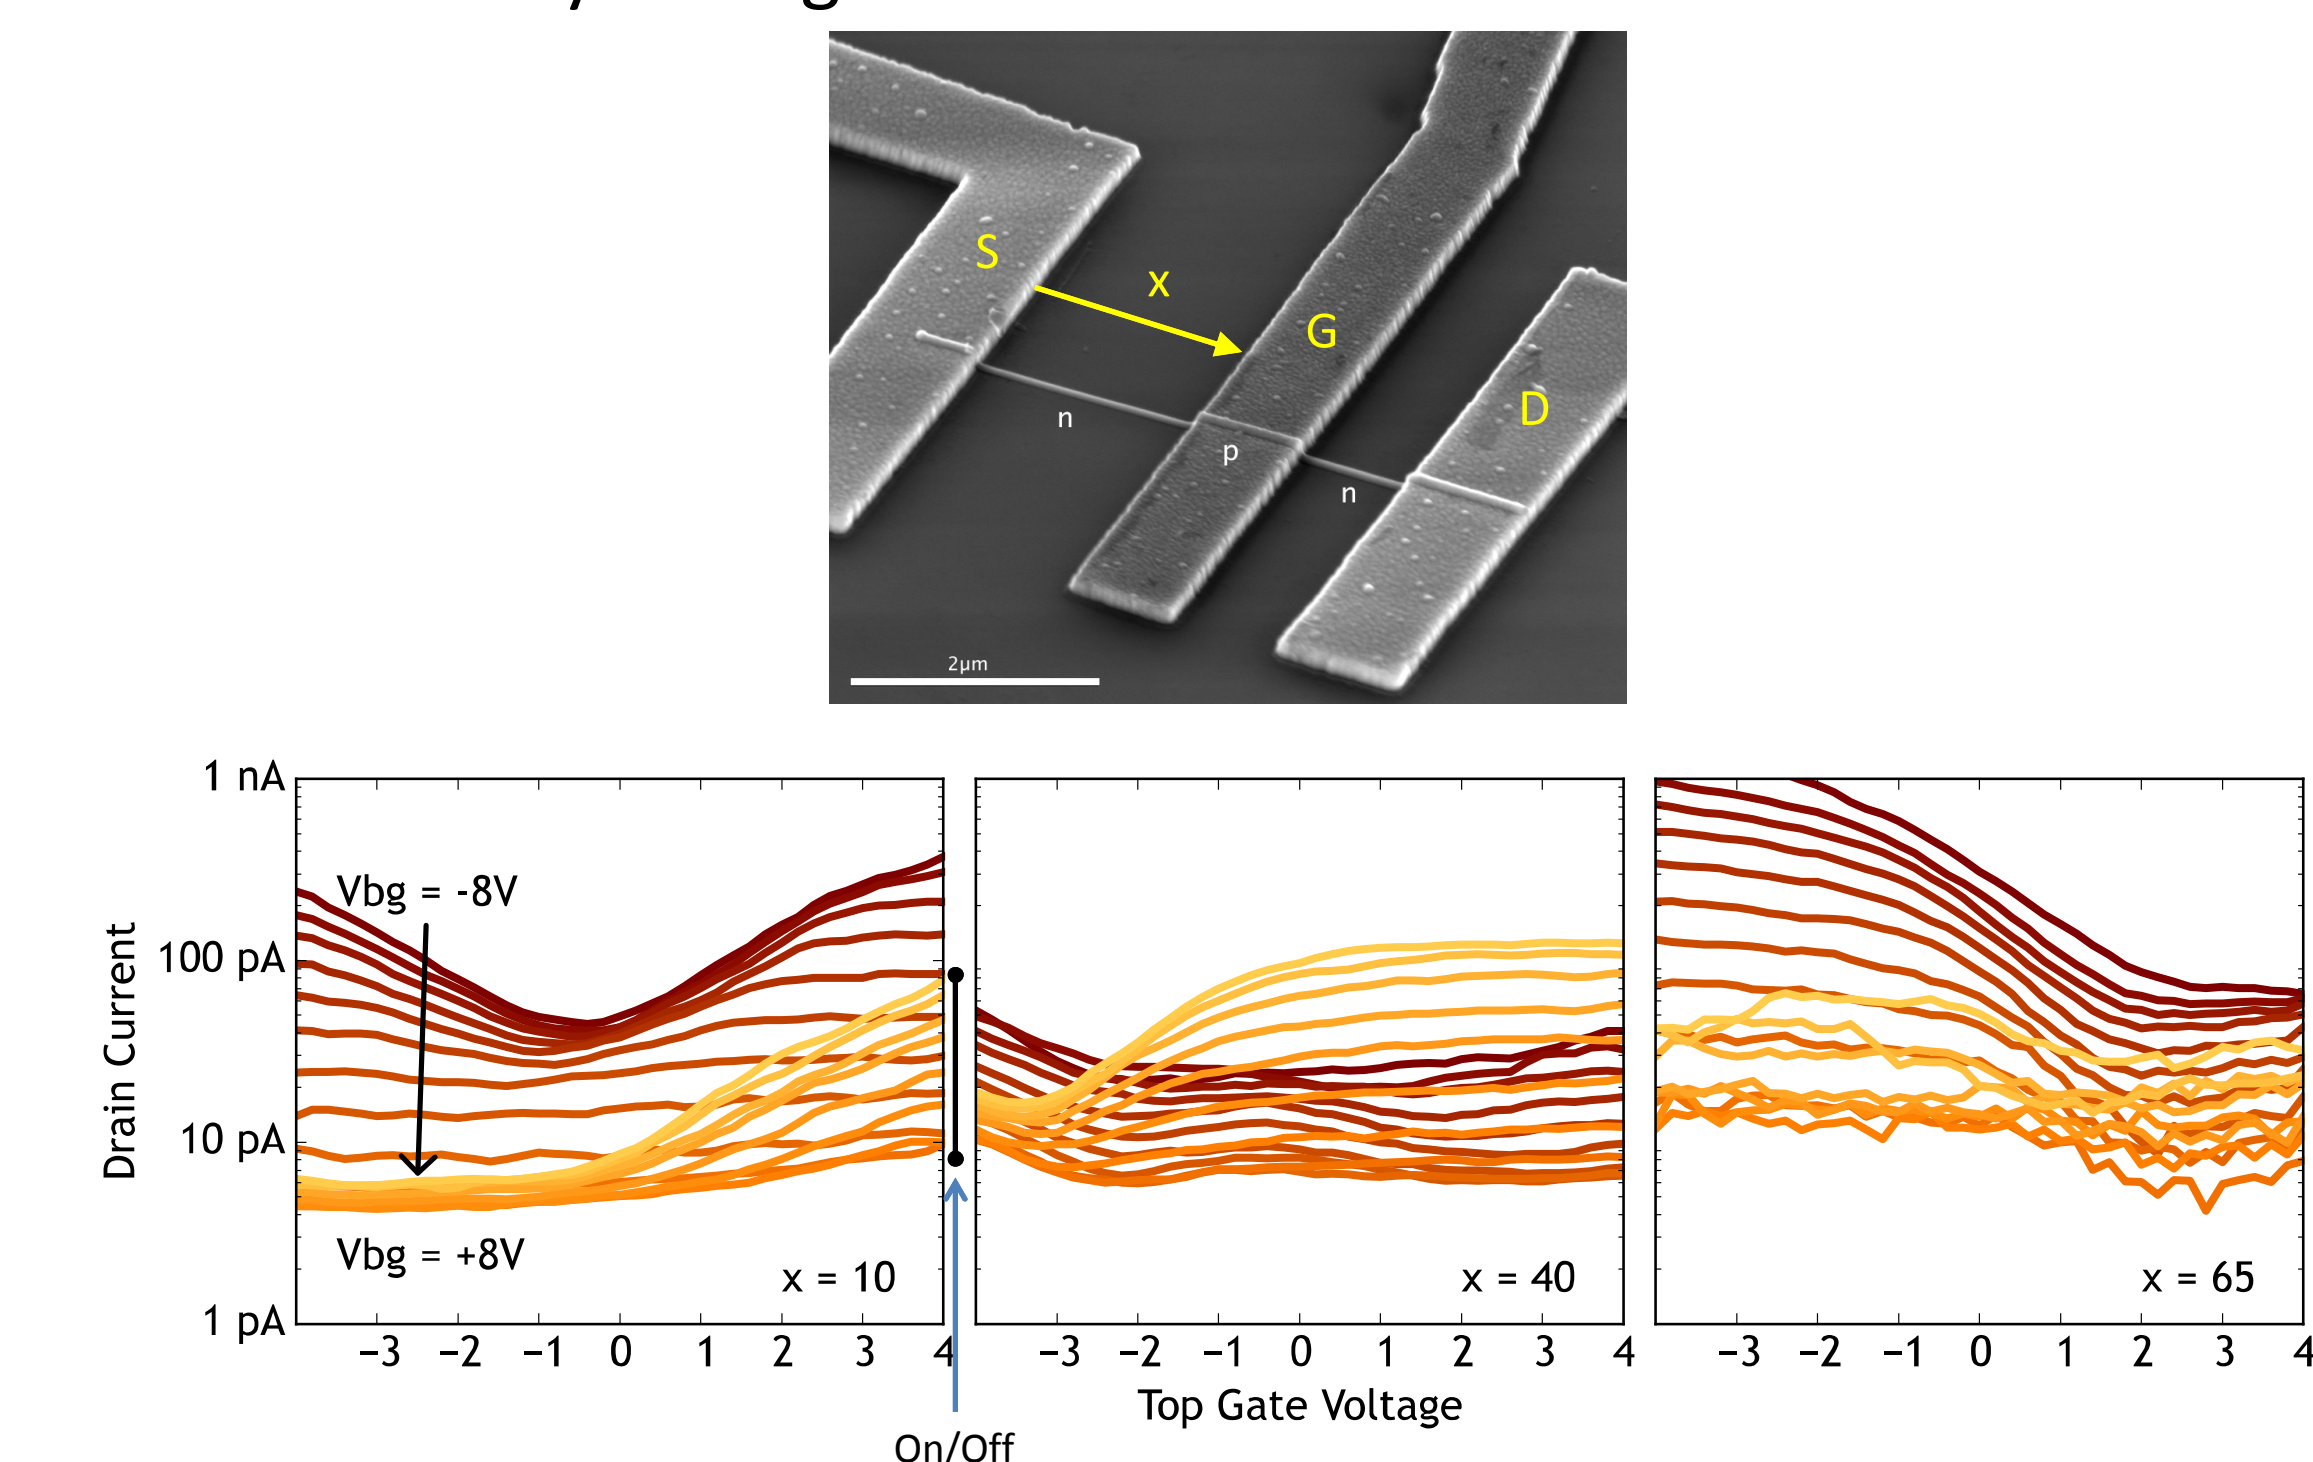 S
x
G
D
n
p
n
2μm
1 nA
100 pA
10 pA
1 pA
Drain Current
Vbg = -8V
Vbg = +8V
x = 10
x = 40
x = 65
−3 −2 −1 0 1 2 3 4
−3 −2 −1 0 1 2 3 4
−3 −2 −1 0 1 2 3 4
Top Gate Voltage
On/Off